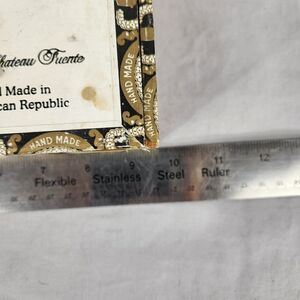 Chateau Fuente
Made in
can Republic
HAND MADE
HAND MADE
7 8 9 10 11 12
Flexible Stainless Steel Ruler